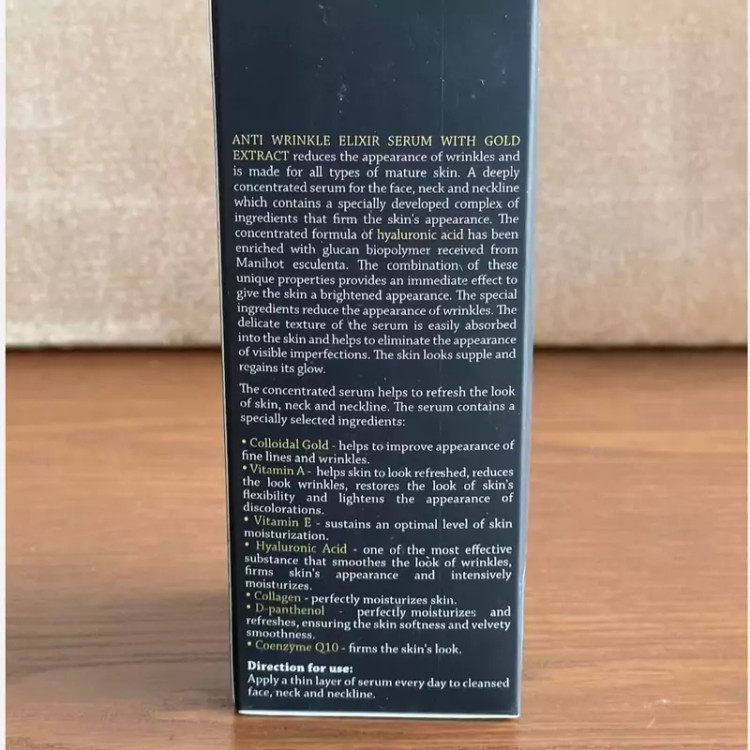 ANTI WRINKLE ELIXIR SERUM WITH GOLD
EXTRACT reduces the appearance of wrinkles and
is made for all types of mature skin. A deeply
concentrated serum for the face, neck and neckline
which contains a specially developed complex of
ingredients that firm the skin's appearance. The
concentrated formula of hyaluronic acid has been
enriched with glucan biopolymer received from
Manihot esculenta. The combination of these
unique properties provides an immediate effect to
give the skin a brightened appearance. The special
ingredients reduce the appearance of wrinkles. The
delicate texture of the serum is easily absorbed
into the skin and helps to eliminate the appearance
of visible imperfections. The skin looks supple and
regains its glow.
The concentrated serum helps to refresh the look
of skin, neck and neckline. The serum contains a
specially selected ingredients:
• Colloidal Gold - helps to improve appearance of
fine lines and wrinkles.
• Vitamin A - helps skin to look refreshed, reduces
the look wrinkles, restores the look of skin's
flexibility and lightens the appearance of
discolorations.
• Vitamin E - sustains an optimal level of skin
moisturization.
• Hyaluronic Acid - one of the most effective
substance that smoothes the look of wrinkles,
firms skin's appearance and intensively
moisturizes.
• Collagen - perfectly moisturizes skin.
• D-panthenol - perfectly moisturizes and
refreshes, ensuring the skin softness and velvety
smoothness.
• Coenzyme Q10 - firms the skin's look.
Direction for use:
Apply a thin layer of serum every day to cleansed
face, neck and neckline.